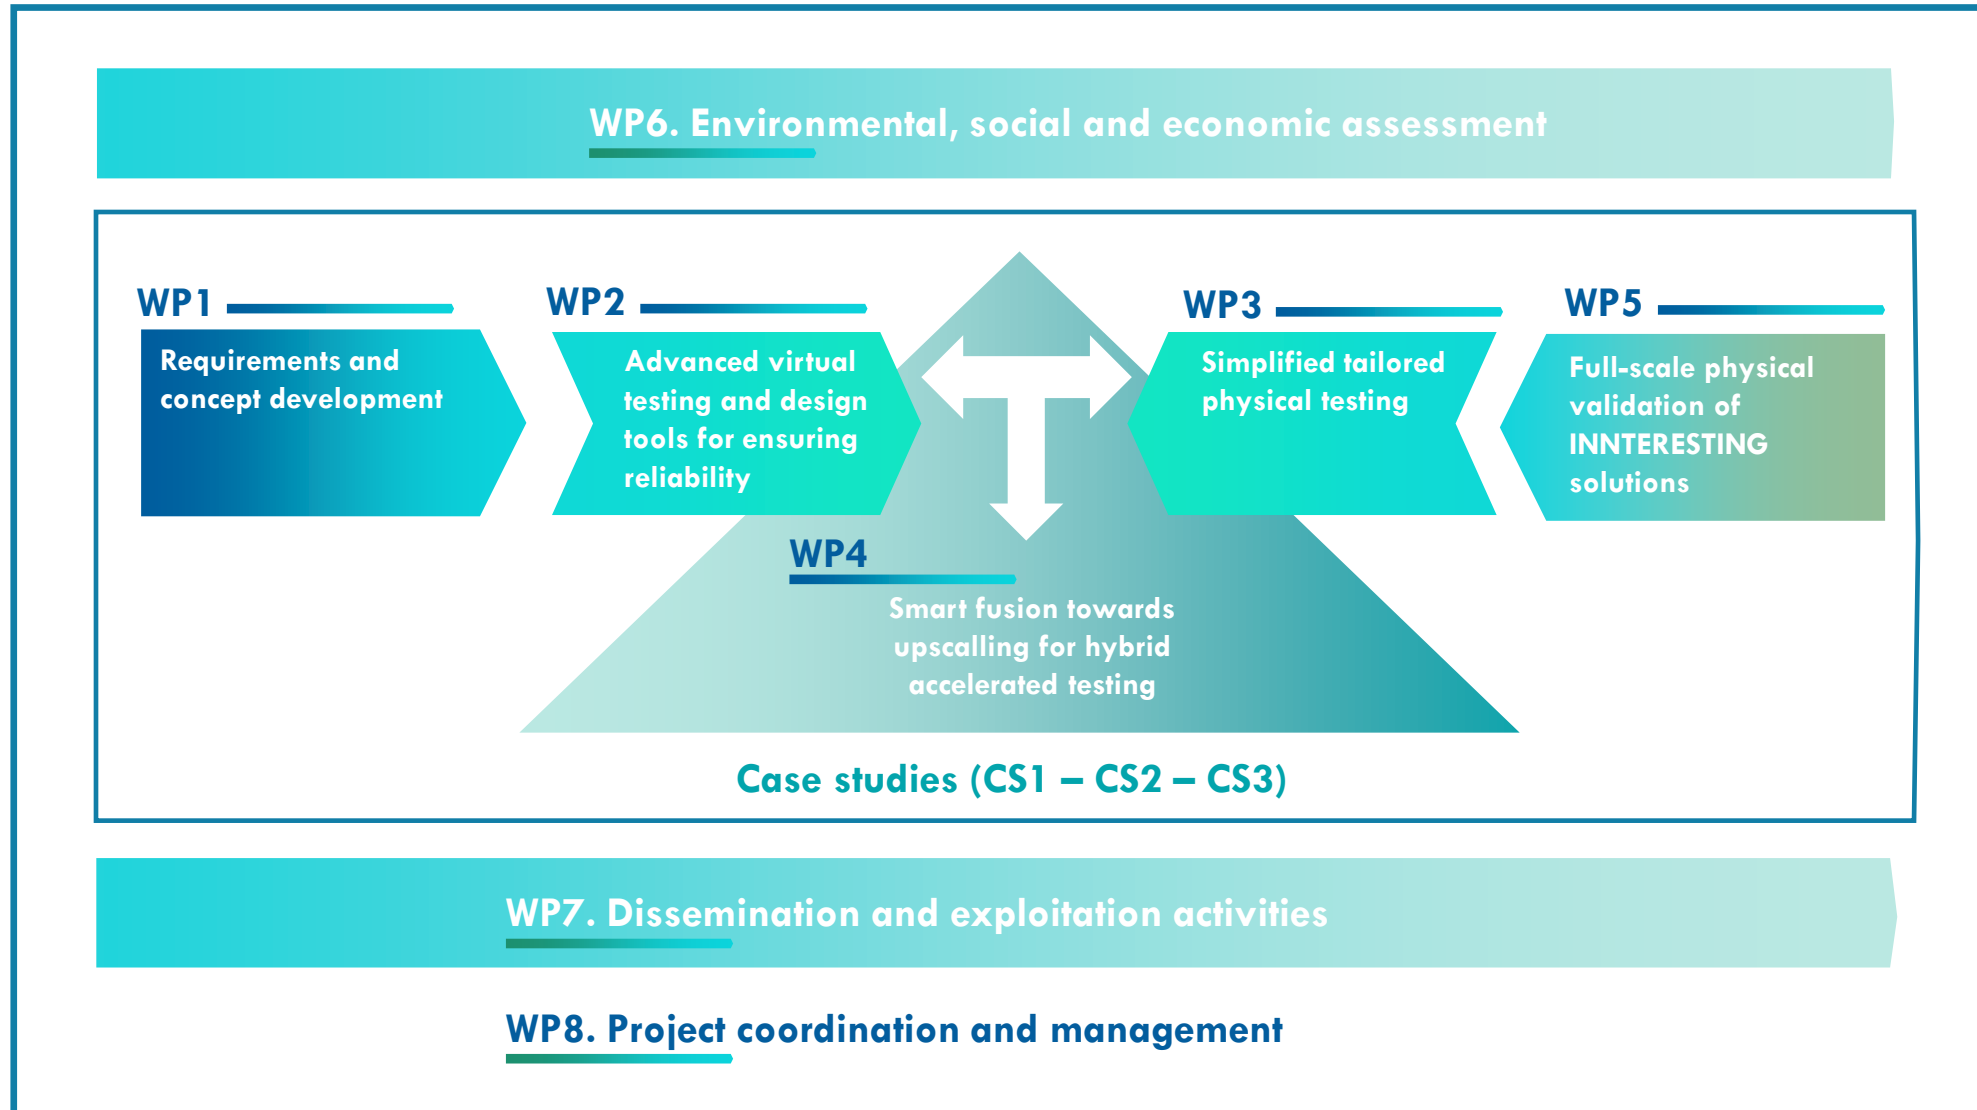 WP6. Environmental, social and economic assessment
WP1
Requirements and
concept development
WP2
Advanced virtual
testing and design
tools for ensuring
reliability
WP3
Simplified tailored
physical testing
WP5
Full-scale physical
validation of
INNTERESTING
solutions
WP4
Smart fusion towards
upscalling for hybrid
accelerated testing
Case studies (CS1 – CS2 – CS3)
WP7. Dissemination and exploitation activities
WP8. Project coordination and management